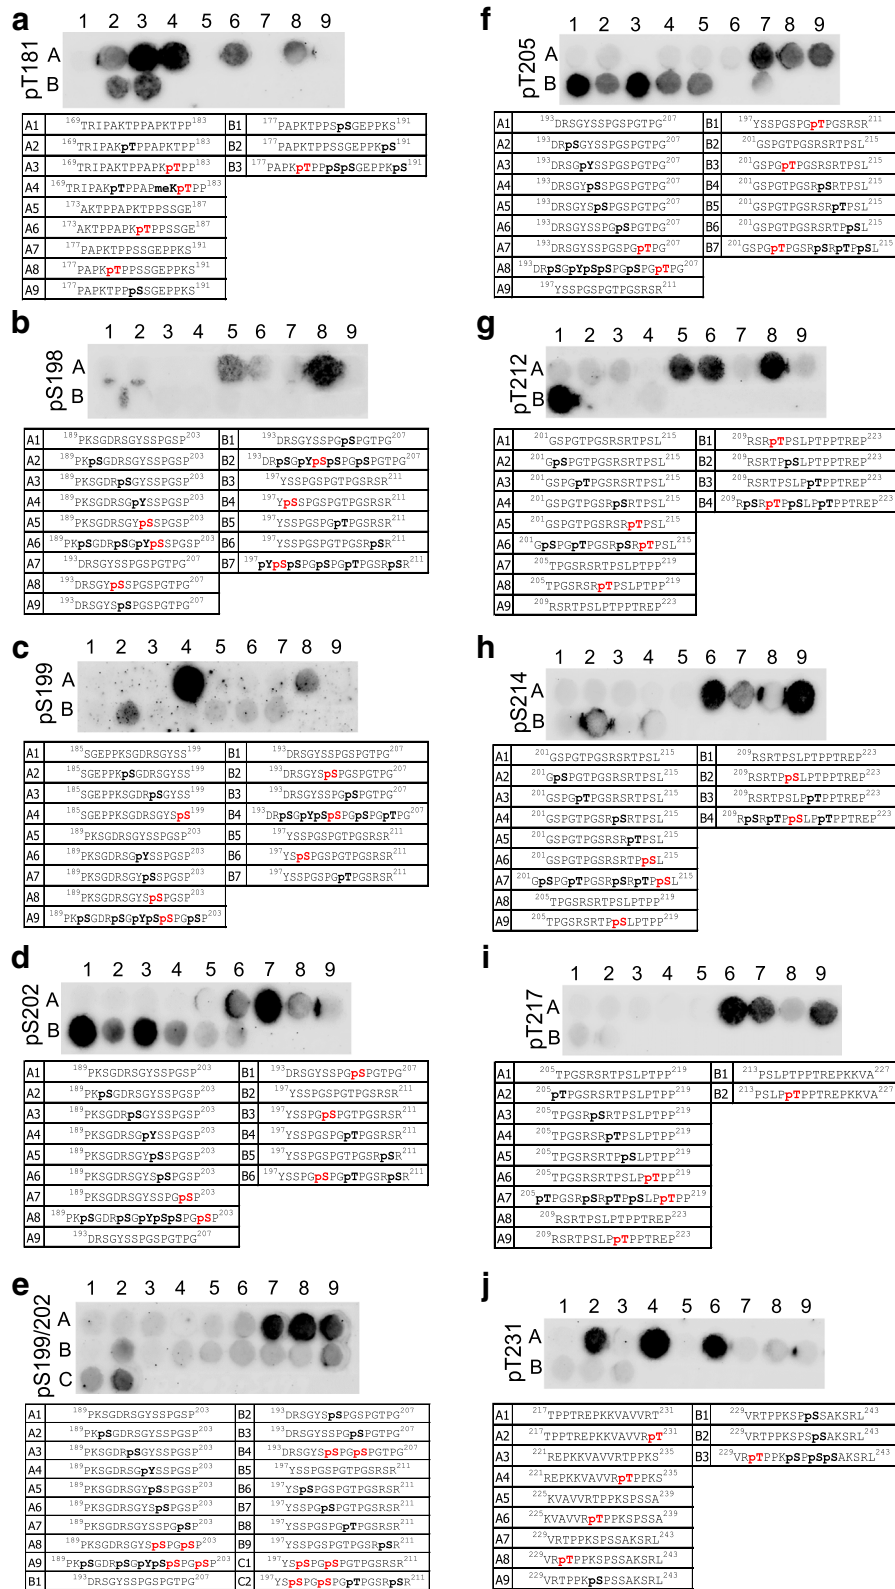 a
1 2 3 4 5 6 7 8 9
pT181
A
B
A1 169TRIPAKTPPAPKTPP183 B1 177PAPKTPPSpSGEPPKS191
A2 169TRIPAKpTPPAPKTPP183 B2 177PAPKTPPSSGEPPKpS191
A3 169TRIPAKTPPAPKpTPP183 B3 177PAPKpTPPpSpSGEPPKpS191
A4 169TRIPAKpTPPAPmeKpTPP183
A5 173AKTPPAPKTPPSSGE187
A6 173AKTPPAPKpTPPSSGE187
A7 177PAPKTPPSSGEPPKS191
A8 177PAPKpTPPSSGEPPKS191
A9 177PAPKTPPpSSGEPPKS191
b
1 2 3 4 5 6 7 8 9
pS198
A
B
A1 189PKSGDRSGYSSPGSP203 B1 193DRSGYSSPGpSPGTPG207
A2 189PKpSGDRSGYSSPGSP203 B2 193DRpSGpYpSpSPGpSPGTPG207
A3 189PKSGDRpSGYSSPGSP203 B3 197YSSPGSPGTPGSRSR211
A4 189PKSGDRSGpYSSPGSP203 B4 197YpSSPGSPGTPGSRSR211
A5 189PKSGDRSGYpSSPGSP203 B5 197YSSPGSPGpTPGSRSR211
A6 189PKpSGDRpSGpYpSSPGSP203 B6 197YSSPGSPGTPGSRpSR211
A7 193DRSGYSSPGSPGTPG207 B7 197pYpSpSPGpSPGpTPGSRpSR211
A8 193DRSGYpSSPGSPGTPG207
A9 193DRSGYSpSPGSPGTPG207
c
1 2 3 4 5 6 7 8 9
pS199
A
B
A1 185SGEPPKSGDRSGYSS199 B1 193DRSGYSSPGSPGTPG207
A2 185SGEPPKpSGDRSGYSS199 B2 193DRSGYSpSPGSPGTPG207
A3 185SGEPPKSGDRpSGYSS199 B3 193DRSGYSSPGpSPGTPG207
A4 185SGEPPKSGDRSGYSpS199 B4 193DRpSGpYpSpSPGpSPGpTPG207
A5 189PKSGDRSGYSSPGSP203 B5 197YSSPGSPGTPGSRSR211
A6 189PKSGDRSGpYSSPGSP203 B6 197YSpSPGSPGTPGSRSR211
A7 189PKSGDRSGYpSSPGSP203 B7 197YSSPGSPGpTPGSRSR211
A8 189PKSGDRSGYSpSPGSP203
A9 189PKpSGDRpSGpYpSpSPGpSP203
d
1 2 3 4 5 6 7 8 9
pS202
A
B
A1 189PKSGDRSGYSSPGSP203 B1 193DRSGYSSPGpSPGTPG207
A2 189PKpSGDRSGYSSPGSP203 B2 197YSSPGSPGTPGSRSR211
A3 189PKSGDRpSGYSSPGSP203 B3 197YSSPGpSPGTPGSRSR211
A4 189PKSGDRSGpYSSPGSP203 B4 197YSSPGSPGpTPGSRSR211
A5 189PKSGDRSGYpSSPGSP203 B5 197YSSPGSPGTPGSRpSR211
A6 189PKSGDRSGYSpSPGSP203 B6 197YSSPGpSPGpTPGSRpSR211
A7 189PKSGDRSGYSSPGpSP203
A8 189PKpSGDRpSGpYpSpSPGpSP203
A9 193DRSGYSSPGSPGTPG207
e
1 2 3 4 5 6 7 8 9
pS199/202
A
B
C
A1 189PKSGDRSGYSSPGSP203 B2 193DRSGYSpSPGSPGTPG207
A2 189PKpSGDRSGYSSPGSP203 B3 193DRSGYSSPGpSPGTPG207
A3 189PKSGDRpSGYSSPGSP203 B4 193DRSGYSpSPGpSPGTPG207
A4 189PKSGDRSGpYSSPGSP203 B5 197YSSPGSPGTPGSRSR211
A5 189PKSGDRSGYpSSPGSP203 B6 197YSpSPGSPGTPGSRSR211
A6 189PKSGDRSGYSpSPGSP203 B7 197YSSPGpSPGTPGSRSR211
A7 189PKSGDRSGYSSPGpSP203 B8 197YSSPGSPGpTPGSRSR211
A8 189PKSGDRSGYSpSPGpSP203 B9 197YSSPGSPGTPGSRpSR211
A9 189PKpSGDRpSGpYpSpSPGpSP203 C1 197YSpSPGpSPGTPGSRSR211
B1 193DRSGYSSPGSPGTPG207 C2 197YSpSPGpSPGpTPGSRpSR211
f
1 2 3 4 5 6 7 8 9
pT205
A
B
A1 193DRSGYSSPGSPGTPG207 B1 197YSSPGSPGpTPGSRSR211
A2 193DRpSGYSSPGSPGTPG207 B2 201GSPGTPGSRSRTPSL215
A3 193DRSGpYSSPGSPGTPG207 B3 201GSPGpTPGSRSRTPSL215
A4 193DRSGYpSSPGSPGTPG207 B4 201GSPGTPGSRpSRTPSL215
A5 193DRSGYSpSPGSPGTPG207 B5 201GSPGTPGSRSRpTPSL215
A6 193DRSGYSSPGpSPGTPG207 B6 201GSPGTPGSRSRTPpSL215
A7 193DRSGYSSPGSPGpTPG207 B7 201GSPGpTPGSRpSRpTPpSL215
A8 193DRpSGpYpSpSPGpSPGpTPG207
A9 197YSSPGSPGTPGSRSR211
g
1 2 3 4 5 6 7 8 9
pT212
A
B
A1 201GSPGTPGSRSRTPSL215 B1 209RSRpTPSLPTPPTREP223
A2 201GpSPGTPGSRSRTPSL215 B2 209RSRTPpSLPTPPTREP223
A3 201GSPGpTPGSRSRTPSL215 B3 209RSRTPSLPpTPPTREP223
A4 201GSPGTPGSRpSRTPSL215 B4 209RpSRpTPpSLPpTPPTREP223
A5 201GSPGTPGSRSRpTPSL215
A6 201GpSPGpTPGSRpSRpTPSL215
A7 205TPGSRSRTPSLPTPP219
A8 205TPGSRSRpTPSLPTPP219
A9 209RSRTPSLPTPPTREP223
h
1 2 3 4 5 6 7 8 9
pS214
A
B
A1 201GSPGTPGSRSRTPSL215 B1 209RSRTPSLPTPPTREP223
A2 201GpSPGTPGSRSRTPSL215 B2 209RSRTPpSLPTPPTREP223
A3 201GSPGpTPGSRSRTPSL215 B3 209RSRTPSLPpTPPTREP223
A4 201GSPGTPGSRpSRTPSL215 B4 209RpSRpTPpSLPpTPPTREP223
A5 201GSPGTPGSRSRpTPSL215
A6 201GSPGTPGSRSRTPpSL215
A7 201GpSPGpTPGSRpSRpTPpSL215
A8 205TPGSRSRTPSLPTPP219
A9 205TPGSRSRTPpSLPTPP219
i
1 2 3 4 5 6 7 8 9
pT217
A
B
A1 205TPGSRSRTPSLPTPP219 B1 213PSLPTPPTREPKKVA227
A2 205pTPGSRSRTPSLPTPP219 B2 213PSLPpTPPTREPKKVA227
A3 205TPGSRpSRTPSLPTPP219
A4 205TPGSRSRpTPSLPTPP219
A5 205TPGSRSRTPpSLPTPP219
A6 205TPGSRSRTPSLPpTPP219
A7 205pTPGSRpSRpTPpSLPpTPP219
A8 209RSRTPSLPTPPTREP223
A9 209RSRTPSLPpTPPTREP223
j
1 2 3 4 5 6 7 8 9
pT231
A
B
A1 217TPPTREPKKVAVVRT231 B1 229VRTPPKSPpSSAKSRL243
A2 217TPPTREPKKVAVVRpT231 B2 229VRTPPKSPSpSAKSRL243
A3 221REPKKVAVVRTPPKS235 B3 229VRpTPPKpSPpSpSAKSRL243
A4 221REPKKVAVVRpTPPKS235
A5 225KVAVVRTPPKSPSSA239
A6 225KVAVVRpTPPKSPSSA239
A7 229VRTPPKSPSSAKSRL243
A8 229VRpTPPKSPSSAKSRL243
A9 229VRTPPKpSPSSAKSRL243